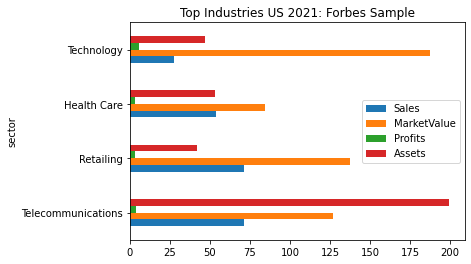 Top Industries US 2021: Forbes Sample
Technology
Health Care
Retailing
Telecommunications
sector
Sales
MarketValue
Profits
Assets
0 25 50 75 100 125 150 175 200